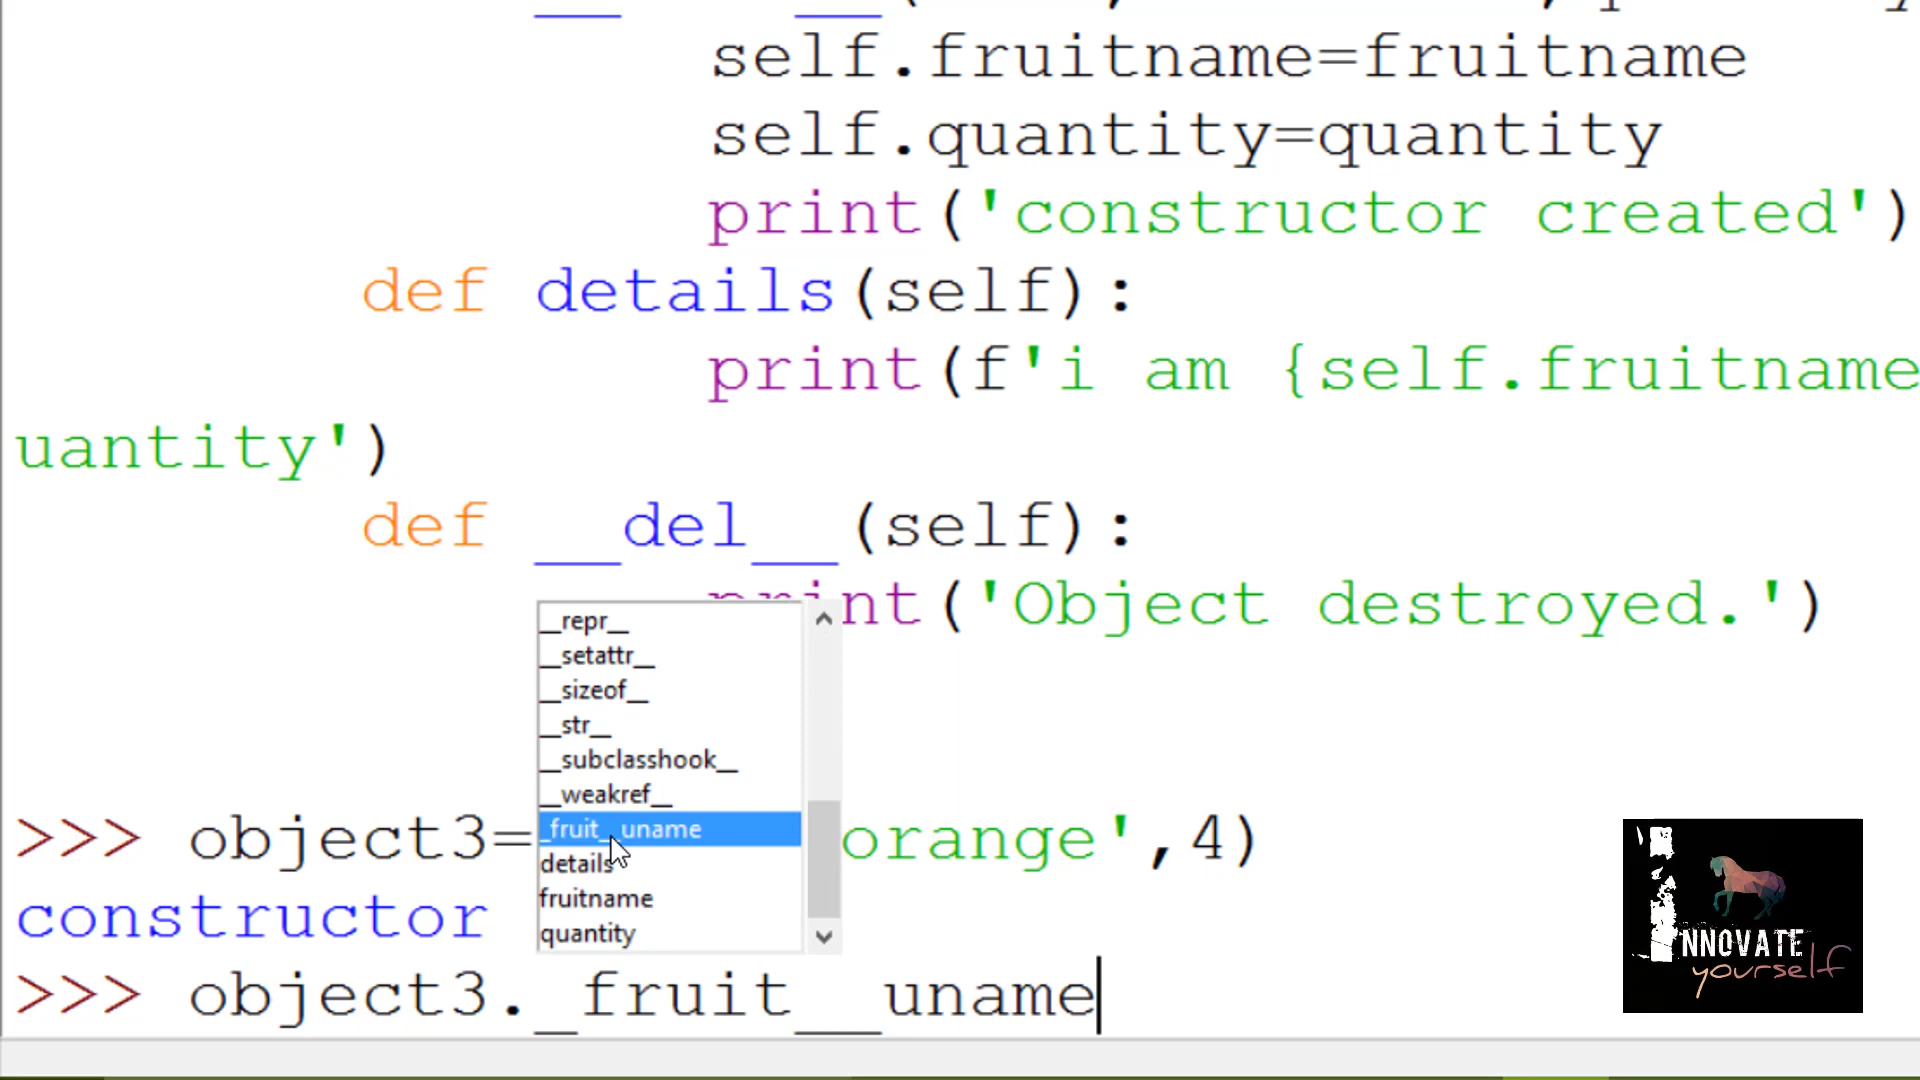 self.fruitname=fruitname
self.quantity=quantity
print('constructor created')
def details(self):
print(f'i am {self.fruitname
uantity')
def __del__(self):
print('Object destroyed.')
__repr__
__setattr__
__sizeof__
__str__
__subclasshook__
__weakref__
_fruit__uname
details
fruitname
quantity
>>> object3= orange',4)
constructor
>>> object3._fruit__uname
INNOVATE
yourself